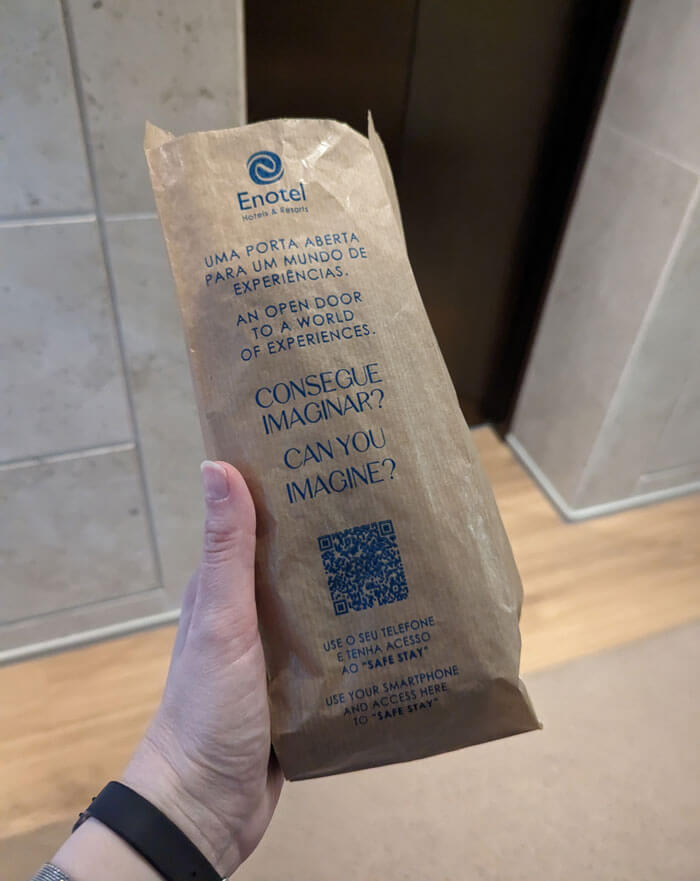 Enotel
Hotels & Resorts
UMA PORTA ABERTA
PARA UM MUNDO DE
EXPERIÊNCIAS.
AN OPEN DOOR
TO A WORLD
OF EXPERIENCES.
CONSEGUE
IMAGINAR?
CAN YOU
IMAGINE?
USE O SEU TELEFONE
E TENHA ACESSO
AO "SAFE STAY"
USE YOUR SMARTPHONE
AND ACCESS HERE
TO "SAFE STAY"